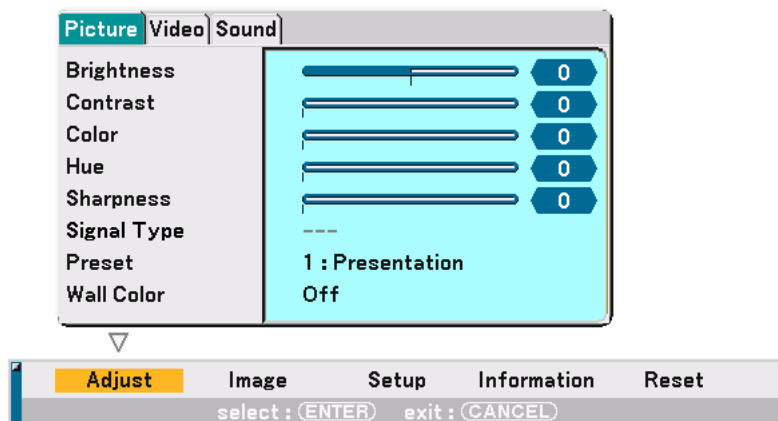 Picture Video Sound
Brightness 0
Contrast 0
Color 0
Hue 0
Sharpness 0
Signal Type ---
Preset 1 : Presentation
Wall Color Off
Adjust Image Setup Information Reset
select : ENTER exit : CANCEL